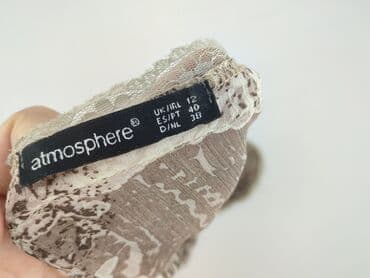 atmosphere®
UK/IRL 12
ES/PT 40
D/NL 38